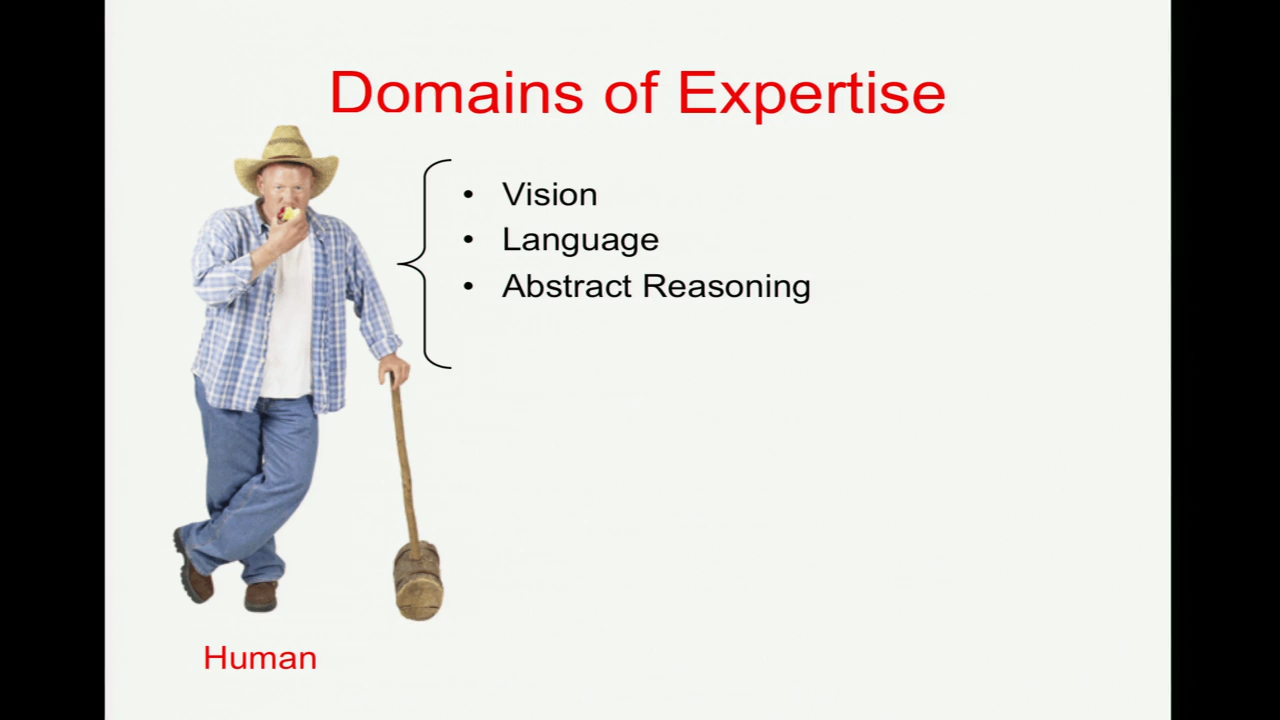 Domains of Expertise
• Vision
• Language
• Abstract Reasoning
Human